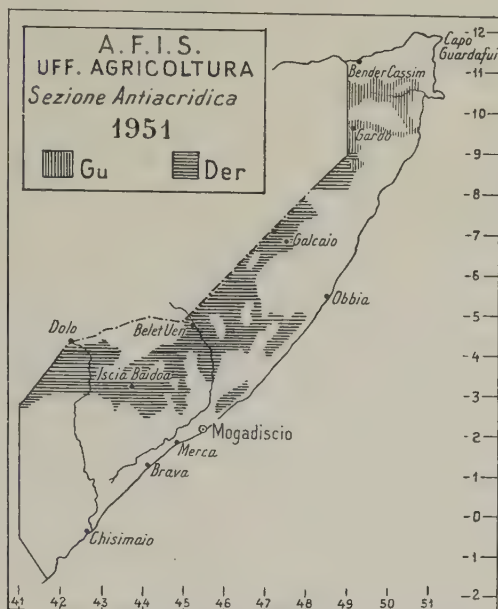 A.F.I.S.
UFF. AGRICOLTURA
Sezione Antiacridica
1951
Gu
Der
Capo
Guardafui
Bender Cassim
Gardo
Galcaio
Obbia
Belet Uen
Dolo
Iscia Baidoa
Mogadiscio
Merca
Brava
Chisimaio
-12
-11
-10
-9
-8
-7
-6
-5
-4
-3
-2
-1
-0
-1
-2
41 42 43 44 45 46 47 48 49 50 51